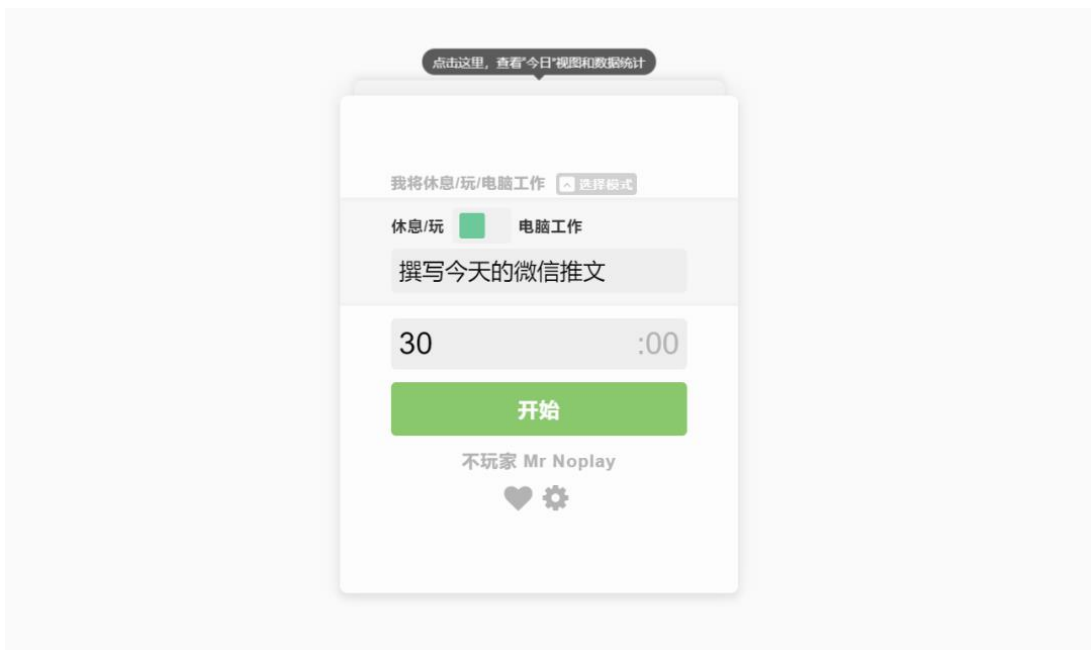 点击这里，查看"今日"视图和数据统计
我将休息/玩/电脑工作 选择模式
休息/玩 电脑工作
撰写今天的微信推文
30 :00
开始
不玩家 Mr Noplay